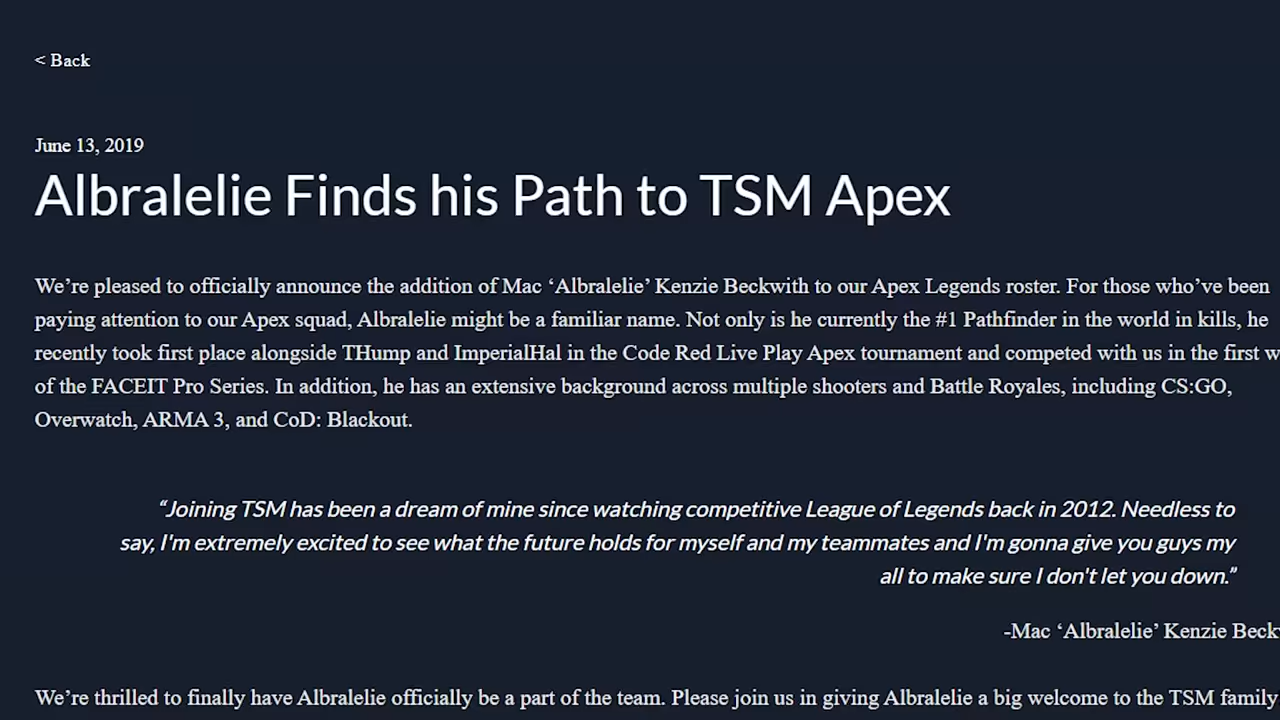 < Back
June 13, 2019
Albralelie Finds his Path to TSM Apex
We’re pleased to officially announce the addition of Mac ‘Albralelie’ Kenzie Beckwith to our Apex Legends roster. For those who’ve been
paying attention to our Apex squad, Albralelie might be a familiar name. Not only is he currently the #1 Pathfinder in the world in kills, he
recently took first place alongside THump and ImperialHal in the Code Red Live Play Apex tournament and competed with us in the first
of the FACEIT Pro Series. In addition, he has an extensive background across multiple shooters and Battle Royales, including CS:GO,
Overwatch, ARMA 3, and CoD: Blackout.
“Joining TSM has been a dream of mine since watching competitive League of Legends back in 2012. Needless to
say, I'm extremely excited to see what the future holds for myself and my teammates and I'm gonna give you guys my
all to make sure I don't let you down.”
-Mac ‘Albralelie’ Kenzie
We’re thrilled to finally have Albralelie officially be a part of the team. Please join us in giving Albralelie a big welcome to the TSM family